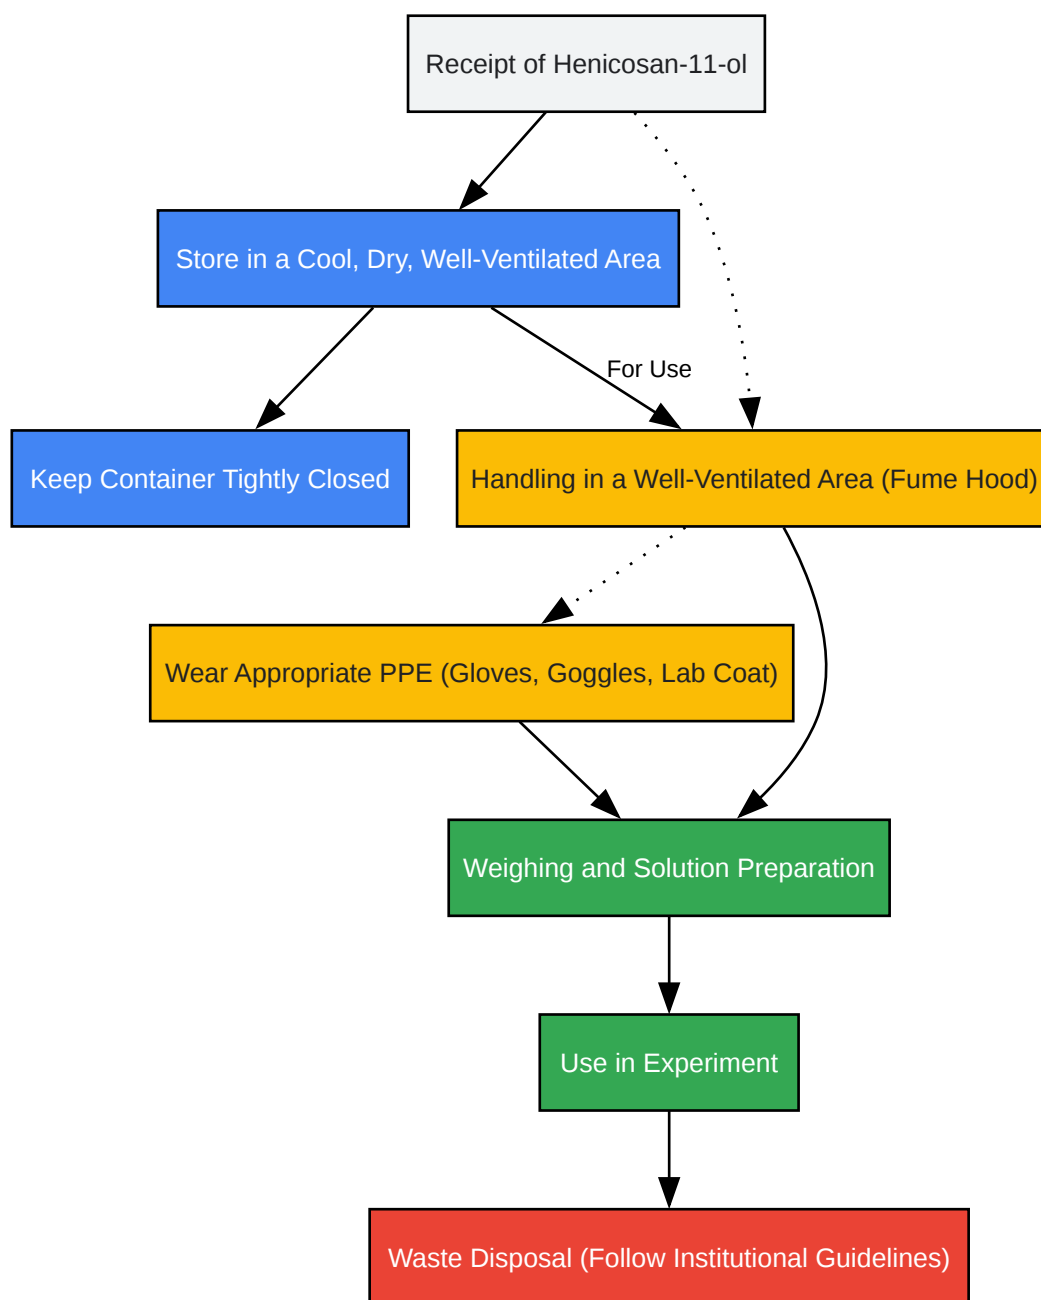 Receipt of Henicosan-11-ol
Store in a Cool, Dry, Well-Ventilated Area
For Use
Keep Container Tightly Closed
Handling in a Well-Ventilated Area (Fume Hood)
Wear Appropriate PPE (Gloves, Goggles, Lab Coat)
Weighing and Solution Preparation
Use in Experiment
Waste Disposal (Follow Institutional Guidelines)